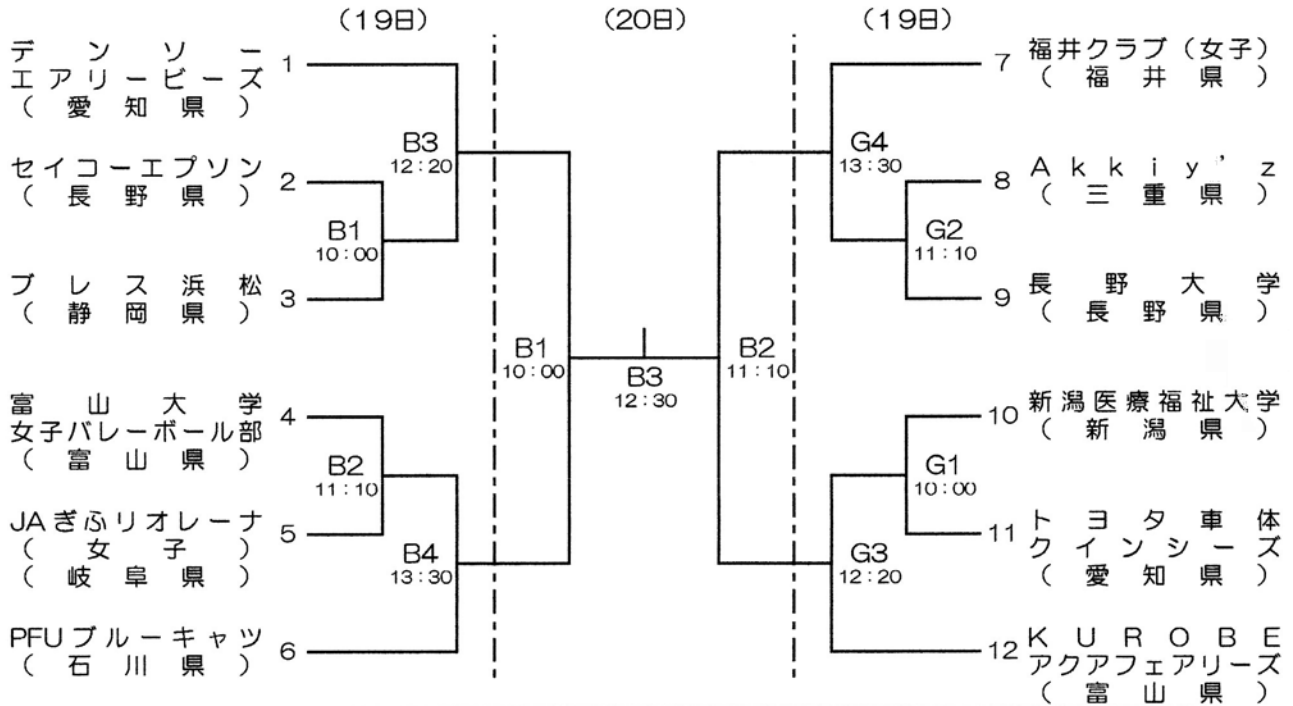 (19日)
(20日)
(19日)
デンソー
エアリービーズ
(愛知県)
1
セイコーエプソン
(長野県)
2
ブレス浜松
(静岡県)
3
富山大学
女子バレーボール部
(富山県)
4
JAぎふリオレーナ
(女子)
(岐阜県)
5
PFUブルーキャッツ
(石川県)
6
B3
12:20
B1
10:00
B2
11:10
B4
13:30
B1
10:00
B3
12:30
B2
11:10
G4
13:30
G2
11:10
G1
10:00
G3
12:20
7 福井クラブ(女子)
(福井県)
8 Akkiy'z
(三重県)
9 長野大学
(長野県)
10 新潟医療福祉大学
(新潟県)
11 トヨタ車体
クインシーズ
(愛知県)
12 KUROBE
アクアフェアリーズ
(富山県)